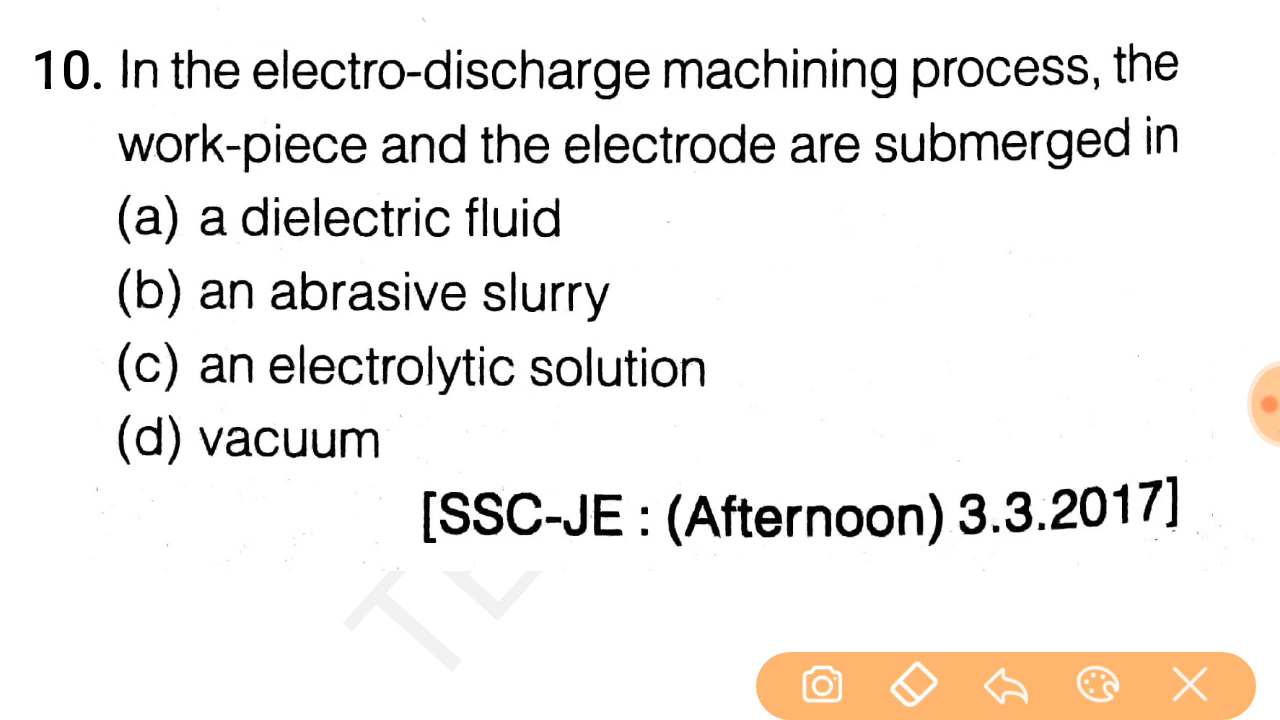 10. In the electro-discharge machining process, the
work-piece and the electrode are submerged in
(a) a dielectric fluid
(b) an abrasive slurry
(c) an electrolytic solution
(d) vacuum
[SSC-JE : (Afternoon) 3.3.2017]